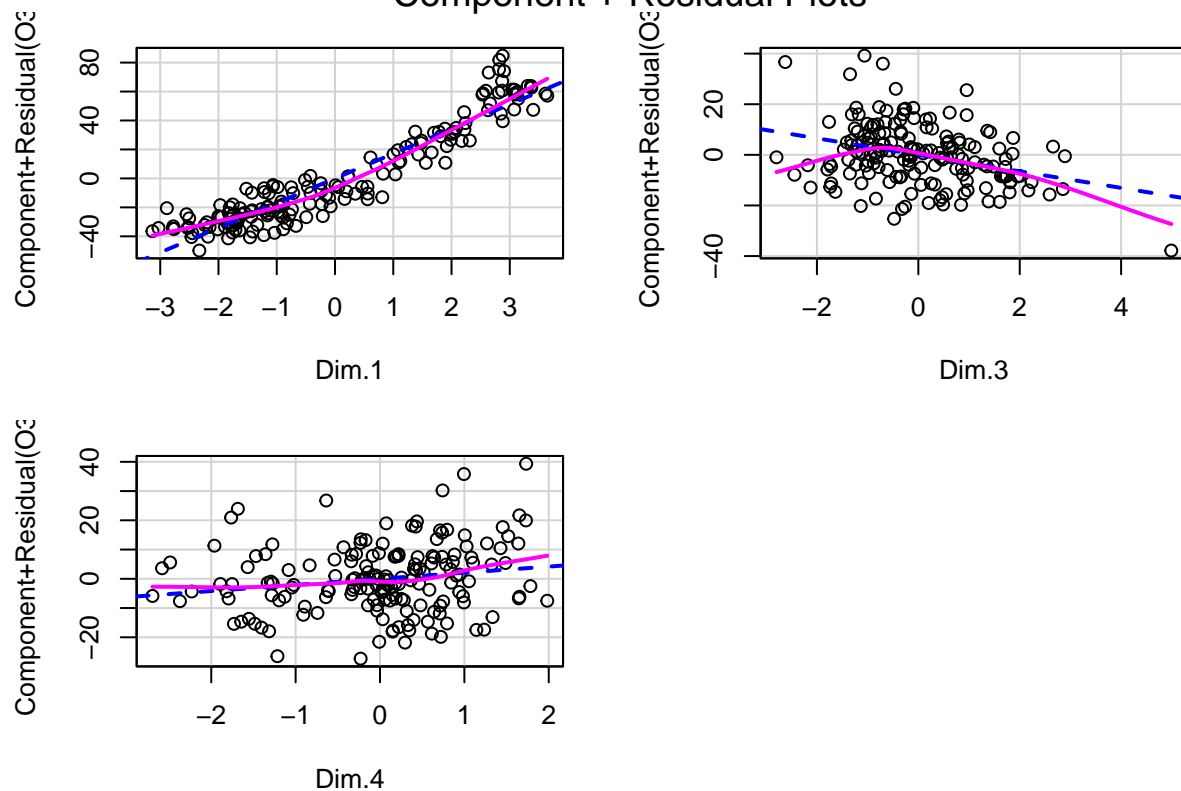 Component + Residual Plots
Component+Residual(O3
80
40
0
−40
−3 −2 −1 0 1 2 3
Dim.1
Component+Residual(O3
20
0
−40
−2 0 2 4
Dim.3
Component+Residual(O3
40
20
0
−20
−2 −1 0 1 2
Dim.4